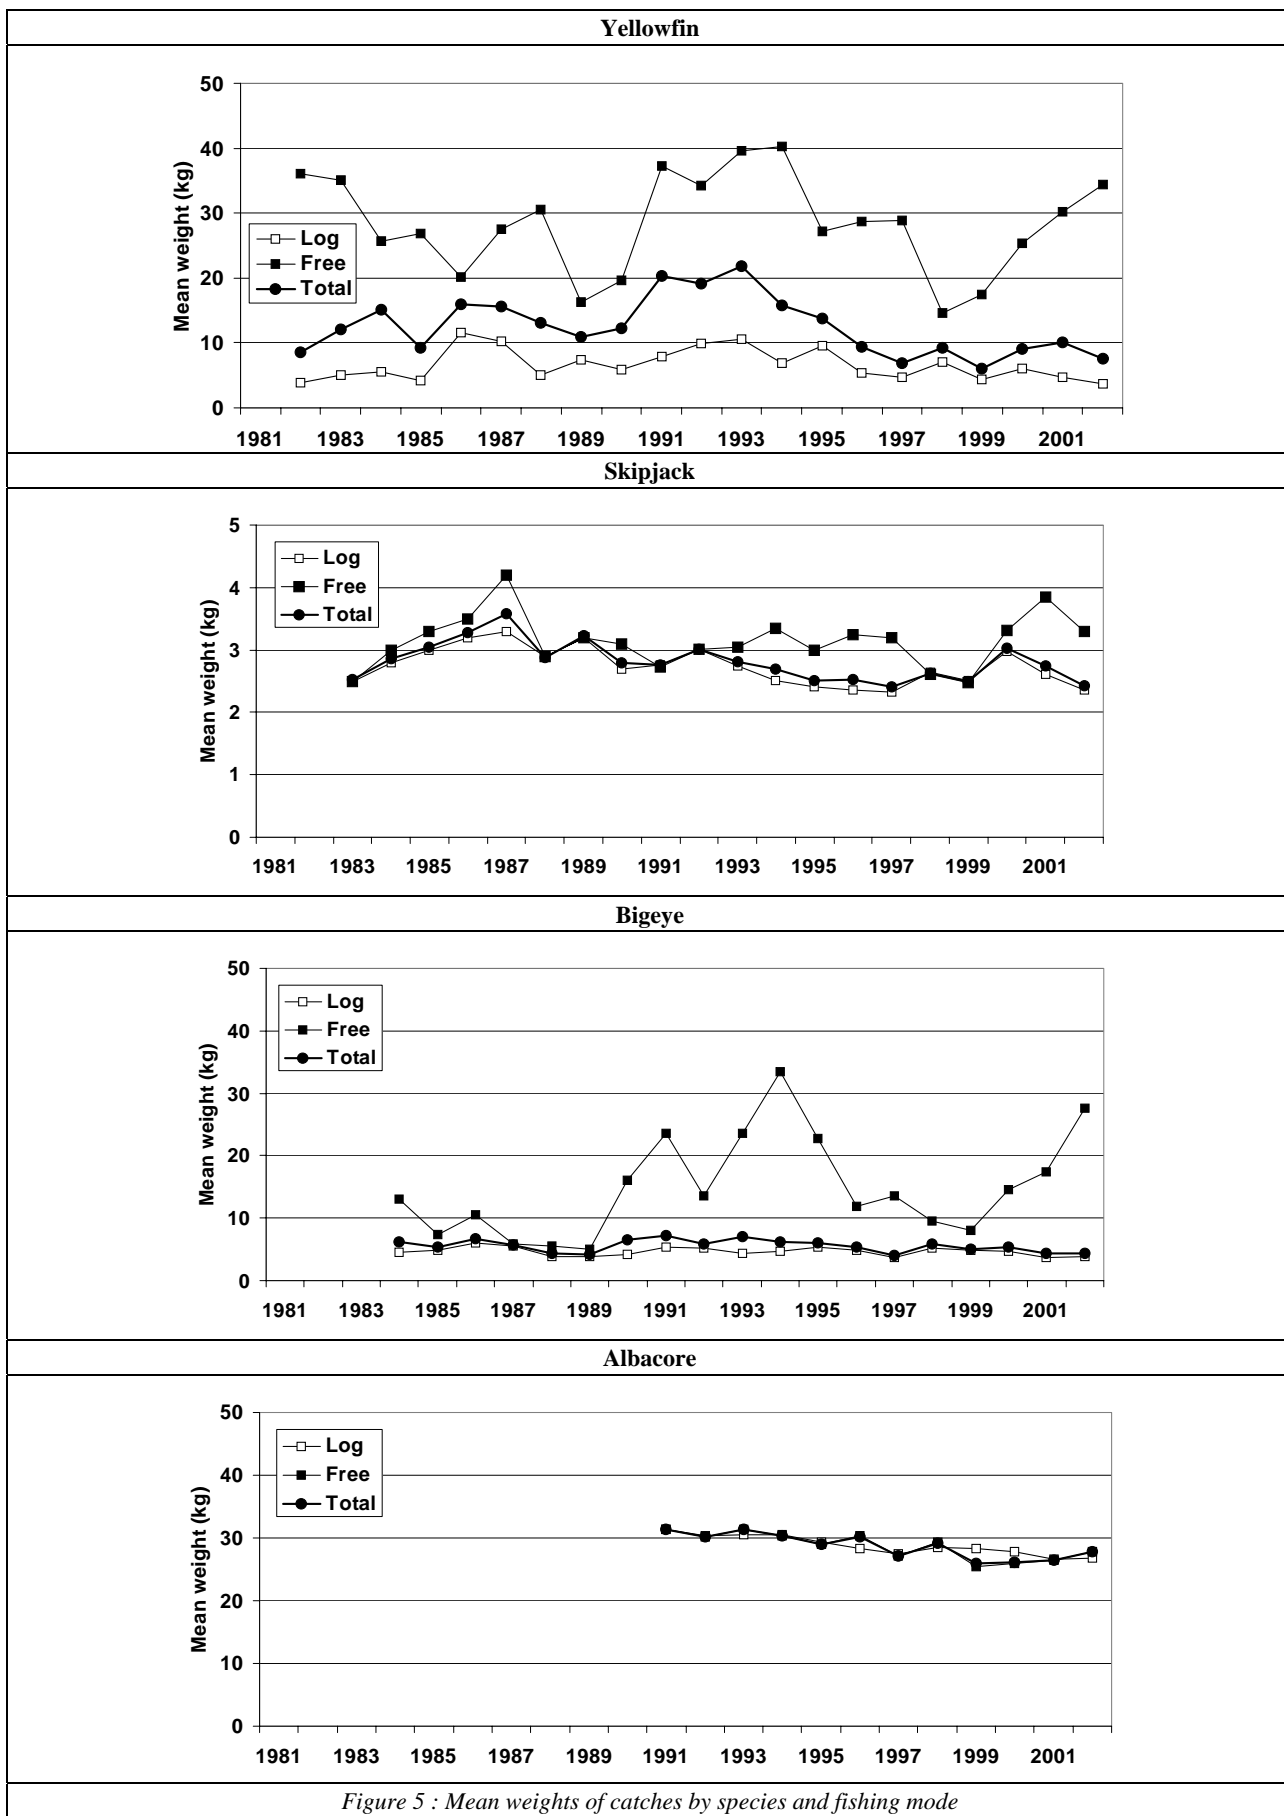 Yellowfin
50
40
30
20
10
0
Mean weight (kg)
Log
Free
Total
1981 1983 1985 1987 1989 1991 1993 1995 1997 1999 2001
Skipjack
5
4
3
2
1
0
Mean weight (kg)
Log
Free
Total
1981 1983 1985 1987 1989 1991 1993 1995 1997 1999 2001
Bigeye
50
40
30
20
10
0
Mean weight (kg)
Log
Free
Total
1981 1983 1985 1987 1989 1991 1993 1995 1997 1999 2001
Albacore
50
40
30
20
10
0
Mean weight (kg)
Log
Free
Total
1981 1983 1985 1987 1989 1991 1993 1995 1997 1999 2001
Figure 5 : Mean weights of catches by species and fishing mode